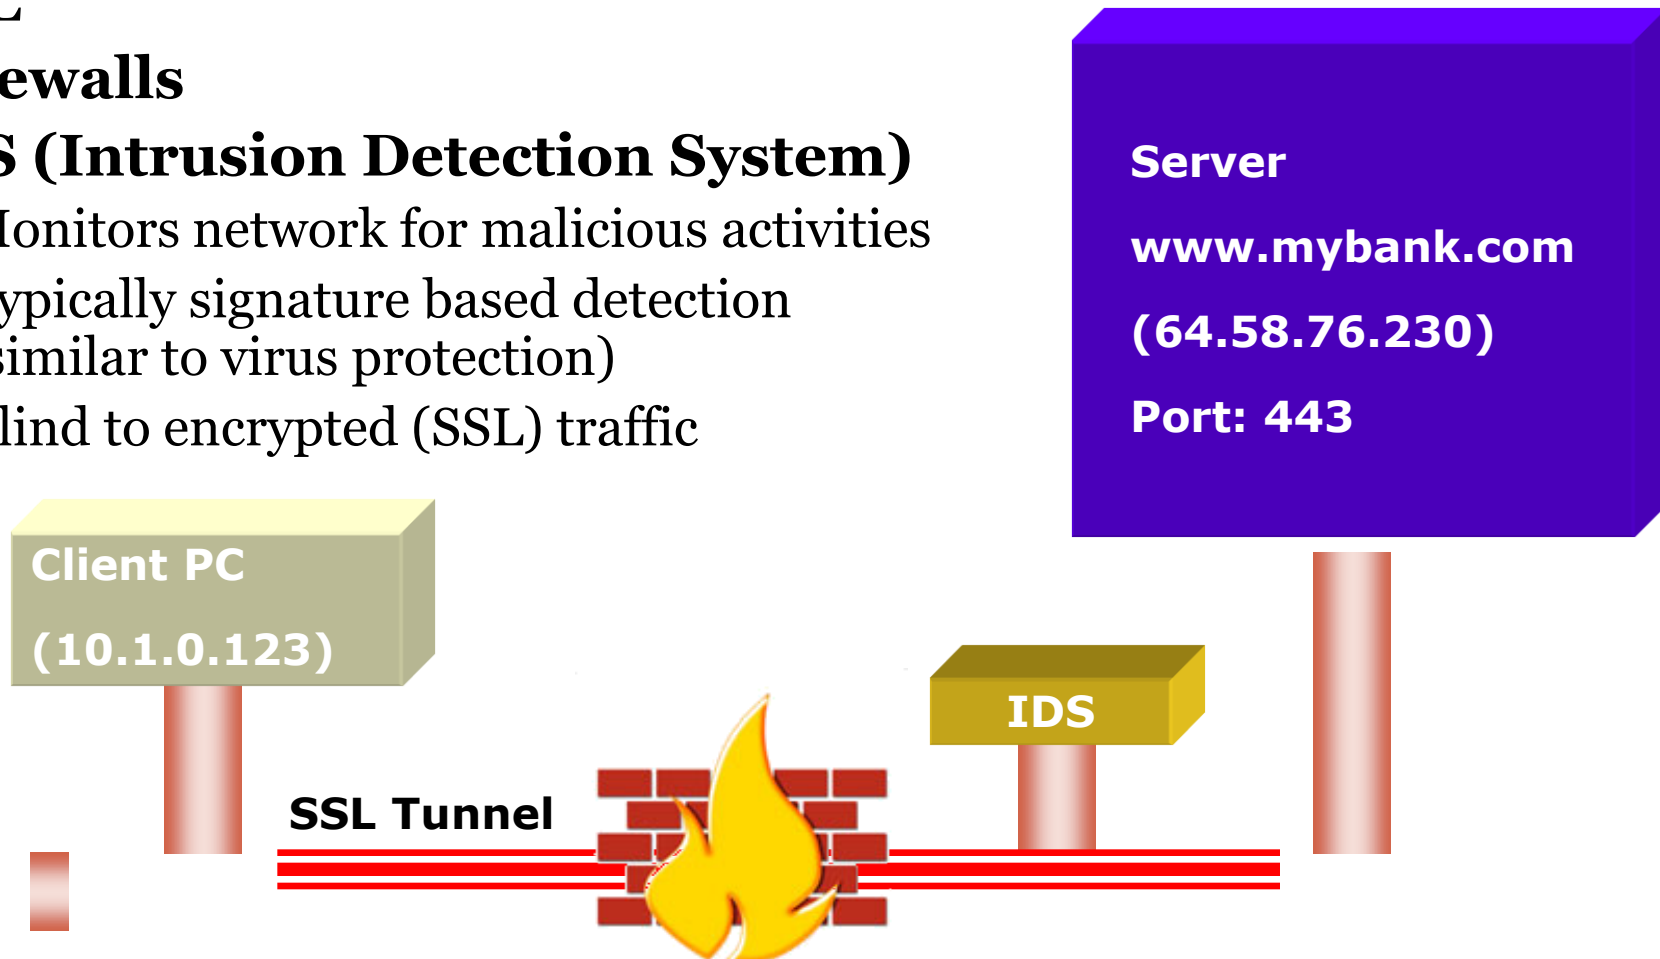 ewalls
S (Intrusion Detection System)
onitors network for malicious activities
ypically signature based detection
similar to virus protection)
lind to encrypted (SSL) traffic
Server
www.mybank.com
(64.58.76.230)
Port: 443
Client PC
(10.1.0.123)
IDS
SSL Tunnel